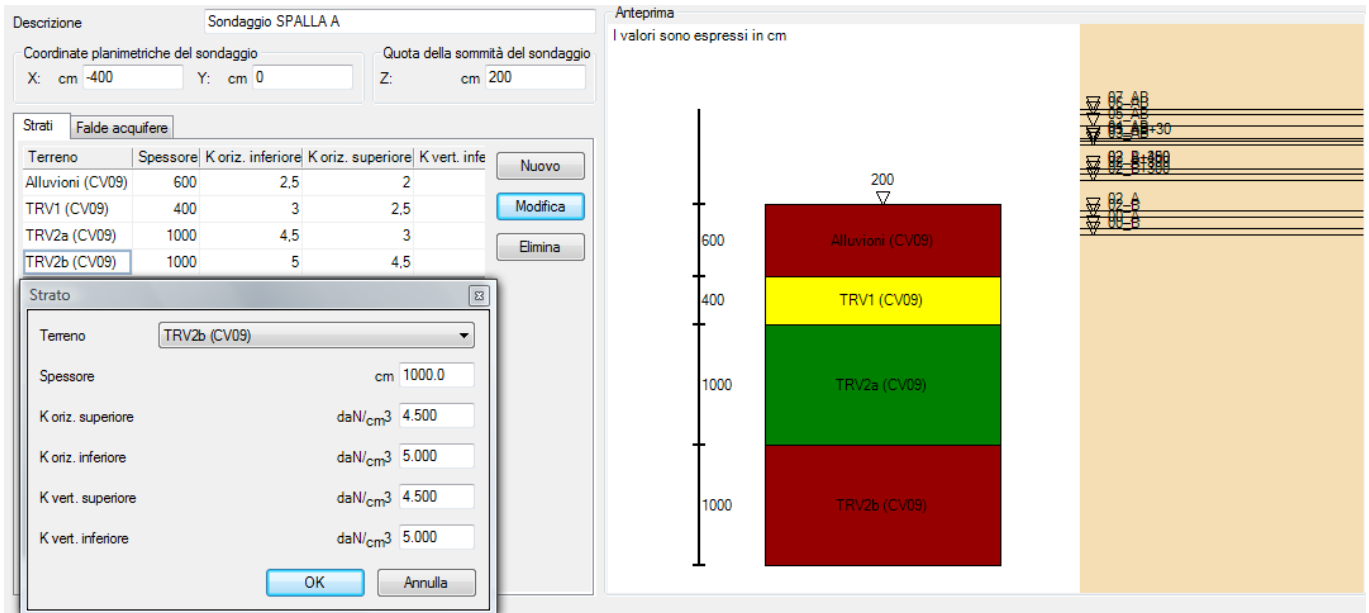 Descrizione Sondaggio SPALLA A
Coordinate planimetriche del sondaggio
X: cm -400 Y: cm 0
Quota della sommità del sondaggio
Z: cm 200
Strati Falde acquifere
Terreno Spessore K oriz. inferiore K oriz. superiore K vert. infe
Alluvioni (CV09) 600 2,5 2
TRV1 (CV09) 400 3 2,5
TRV2a (CV09) 1000 4,5 3
TRV2b (CV09) 1000 5 4,5
Nuovo
Modifica
Elimina
Strato
Terreno TRV2b (CV09)
Spessore cm 1000.0
K oriz. superiore daN/cm3 4.500
K oriz. inferiore daN/cm3 5.000
K vert. superiore daN/cm3 4.500
K vert. inferiore daN/cm3 5.000
OK Annulla
Anteprima
I valori sono espressi in cm
200
600 Alluvioni (CV09)
400 TRV1 (CV09)
1000 TRV2a (CV09)
1000 TRV2b (CV09)